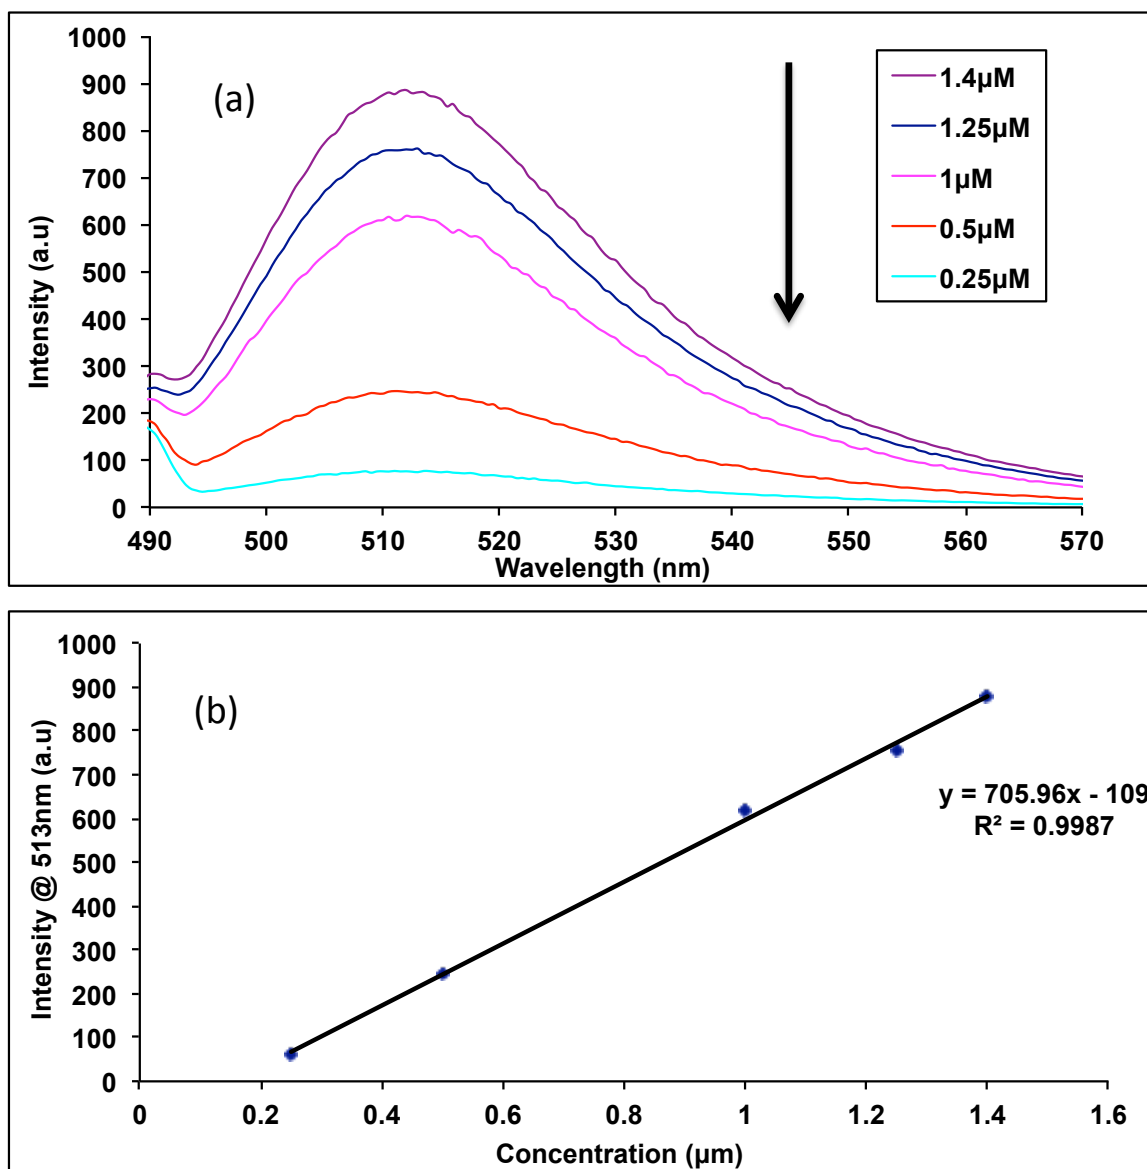 1000
900
800
700
600
500
400
300
200
100
0
Intensity (a.u)
(a)
1.4µM
1.25µM
1µM
0.5µM
0.25µM
490 500 510 520 530 540 550 560 570
Wavelength (nm)
1000
900
800
700
600
500
400
300
200
100
0
Intensity @ 513nm (a.u)
(b)
y = 705.96x - 109
R² = 0.9987
0 0.2 0.4 0.6 0.8 1 1.2 1.4 1.6
Concentration (µm)